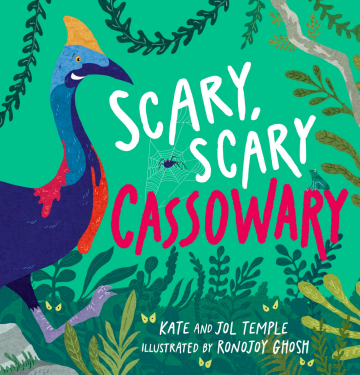 SCARY,
SCARY
CASSOWARY
KATE AND JOL TEMPLE
ILLUSTRATED BY RONOJOY GHOSH